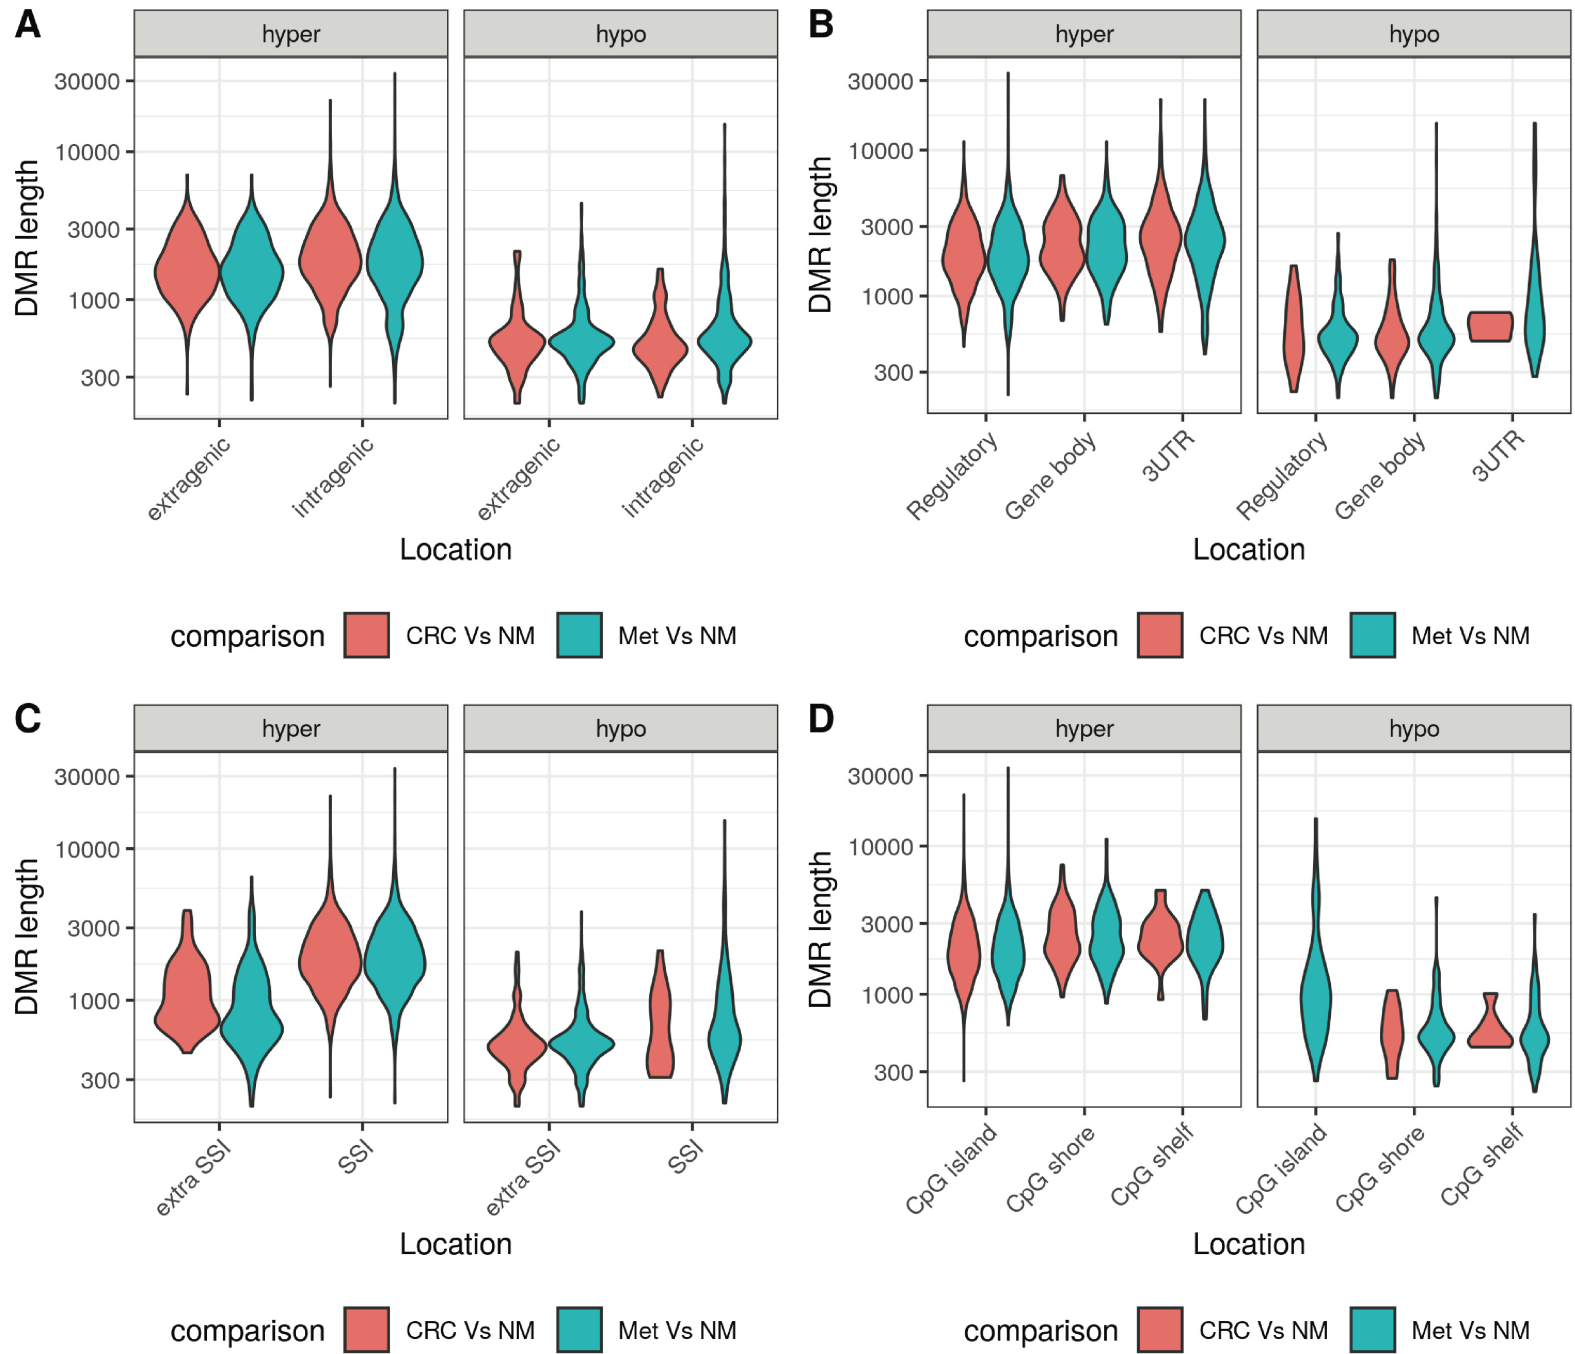 A
hyper
hypo
DMR length
30000
10000
3000
1000
300
extragenic
intragenic
extragenic
intragenic
Location
comparison
CRC Vs NM
Met Vs NM
B
hyper
hypo
DMR length
30000
10000
3000
1000
300
Regulatory
Gene body
3UTR
Regulatory
Gene body
3UTR
Location
comparison
CRC Vs NM
Met Vs NM
C
hyper
hypo
DMR length
30000
10000
3000
1000
300
extra SSI
SSI
extra SSI
SSI
Location
comparison
CRC Vs NM
Met Vs NM
D
hyper
hypo
DMR length
30000
10000
3000
1000
300
CpG island
CpG shore
CpG shelf
CpG island
CpG shore
CpG shelf
Location
comparison
CRC Vs NM
Met Vs NM